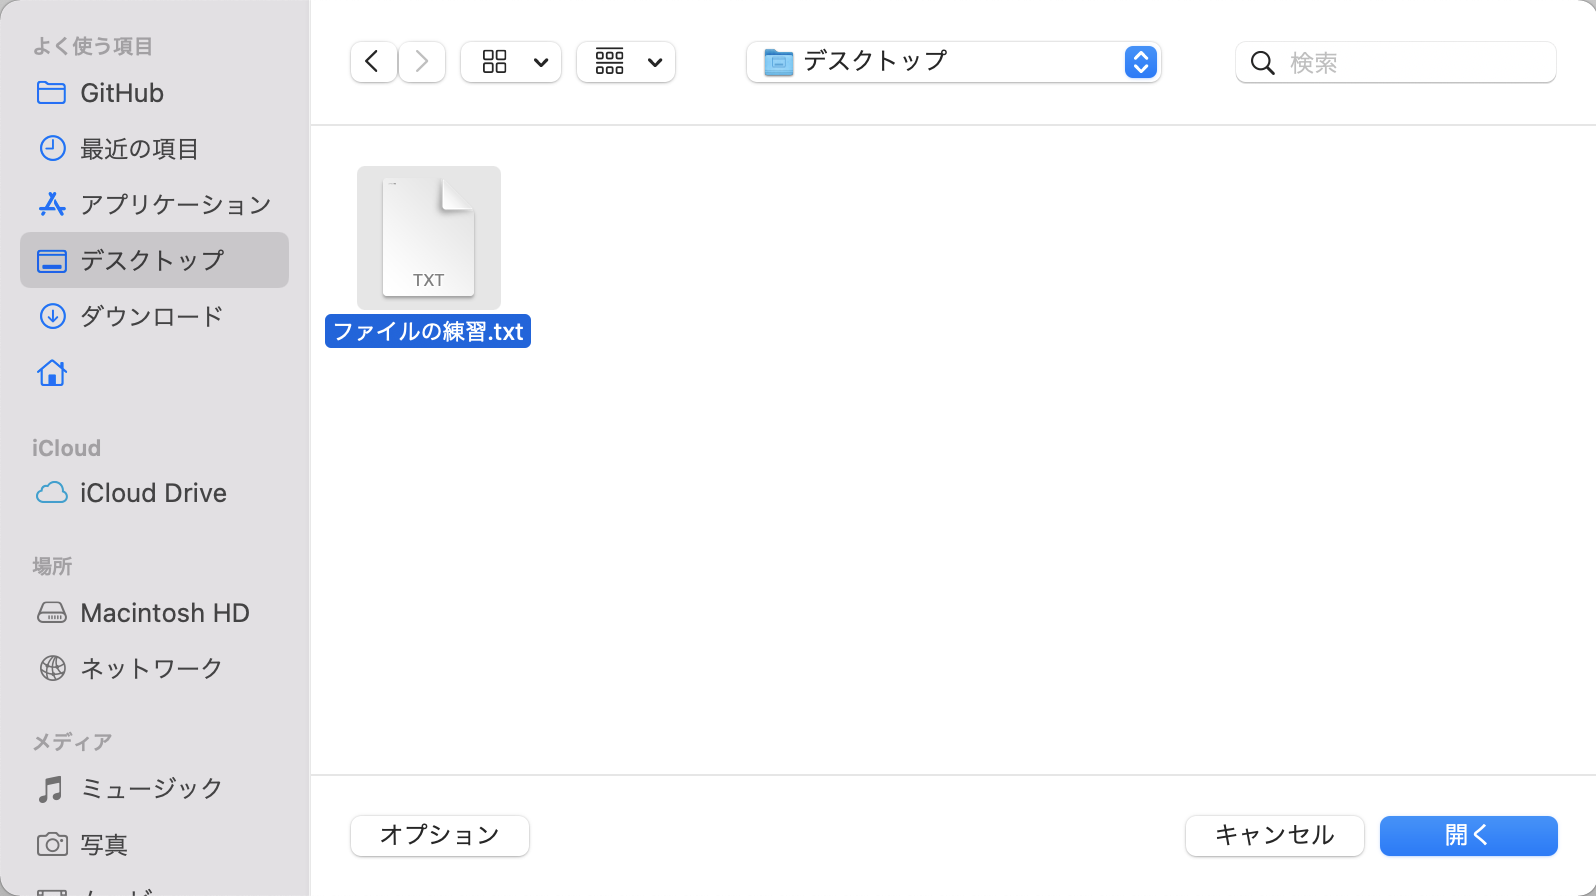 よく使う項目
GitHub
最近の項目
アプリケーション
デスクトップ
ダウンロード
iCloud
iCloud Drive
場所
Macintosh HD
ネットワーク
メディア
ミュージック
写真
デスクトップ
検索
TXT
ファイルの練習.txt
オプション
キャンセル
開く